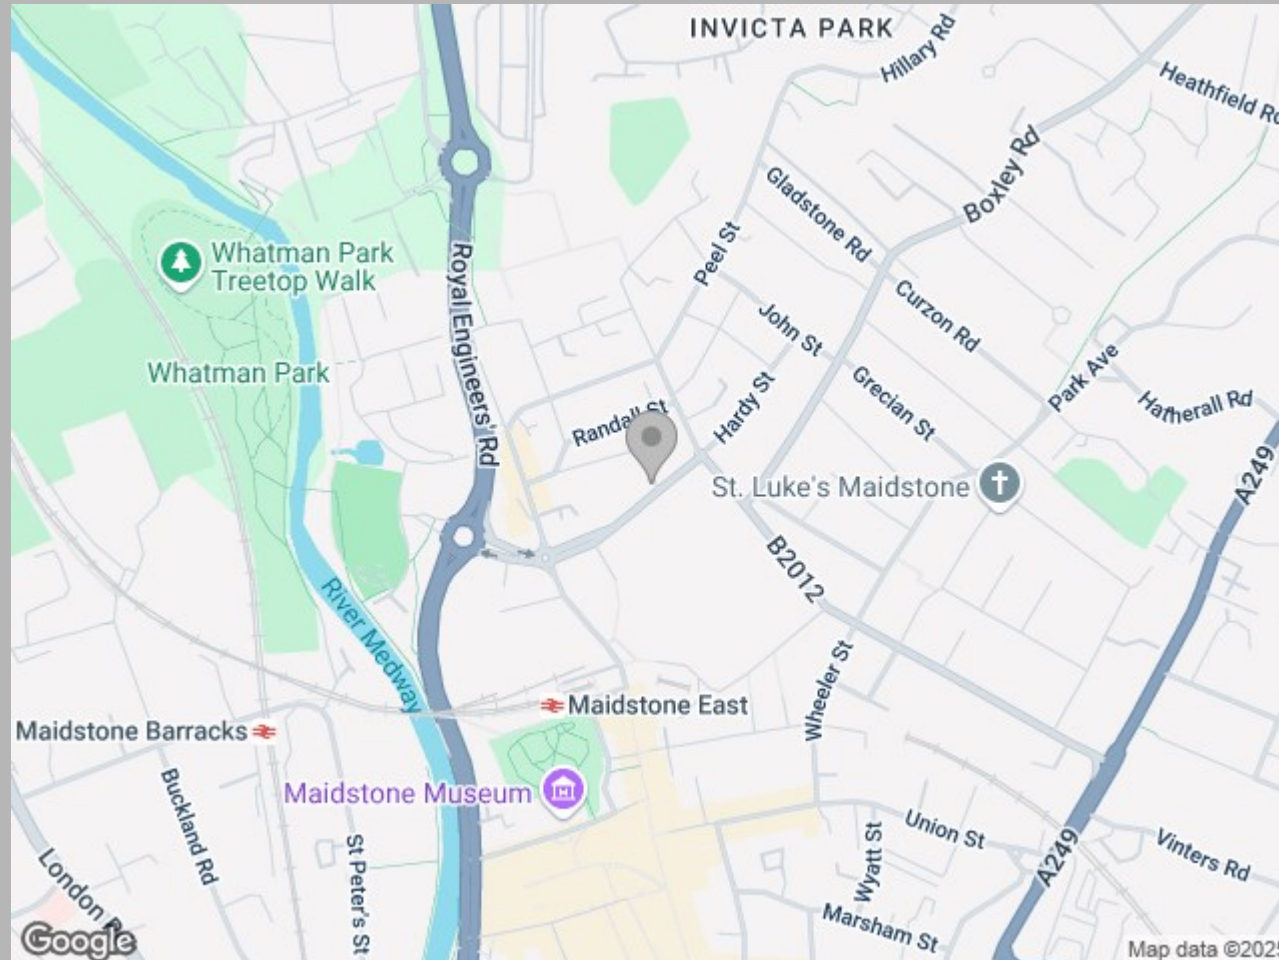 INVICTA PARK
Hillary Rd
Heathfield Rd
Boxley Rd
Gladstone Rd
Whatman Park
Treetop Walk
Royal Engineers' Rd
Peel St
John St
Curzon Rd
Whatman Park
Park Ave
Grecian St
Hardy St
Hatherall Rd
Randall St
A249
St. Luke's Maidstone
B2012
River Medway
Wheeler St
Maidstone East
Maidstone Barracks
Maidstone Museum
Buckland Rd
Union St
A249
Vinters Rd
Wyatt St
St Peter's St
London
Marsham St
Google
Map data ©2025